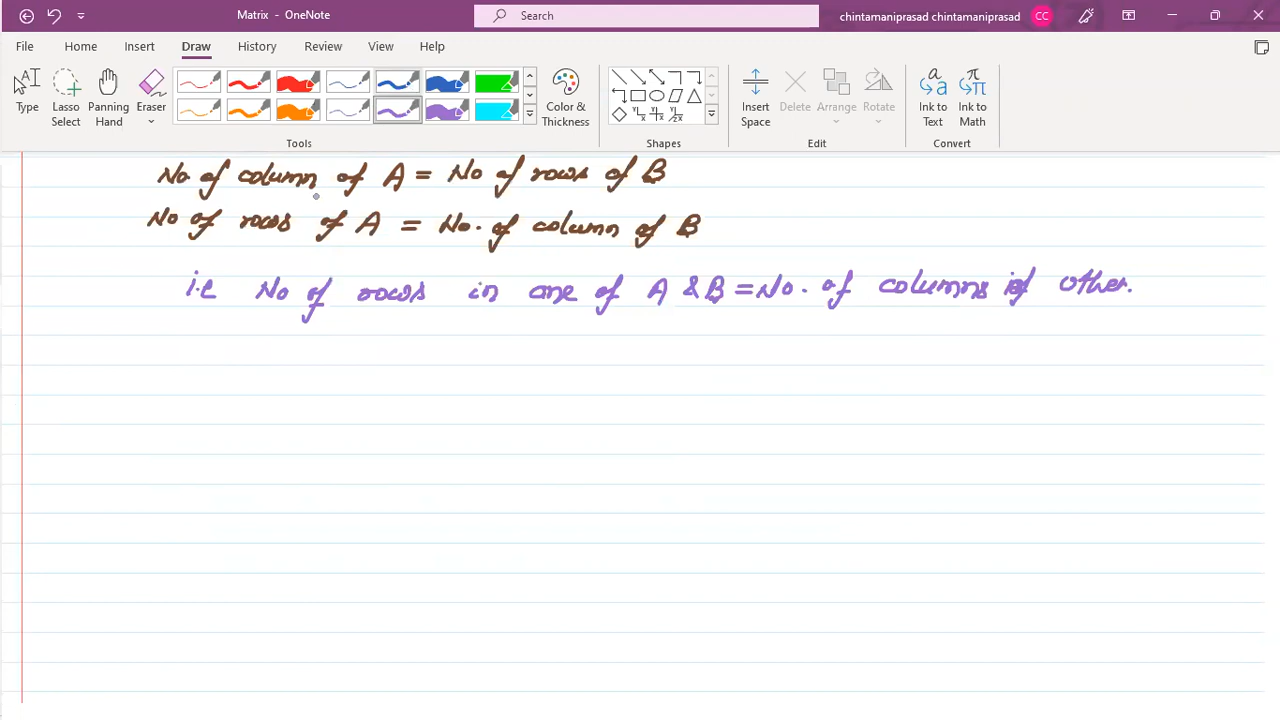 Matrix - OneNote
Search
chintamaniprasad chintamaniprasad CC
File Home Insert Draw History Review View Help
Type Lasso Select Panning Hand Eraser Color & Thickness Insert Space Delete Arrange Rotate Ink to Text Ink to Math
Tools Shapes Edit Convert
No of column of A = No of rows of B
No of rows of A = No. of column of B
i.e No of rows in one of A & B = No. of columns of other.